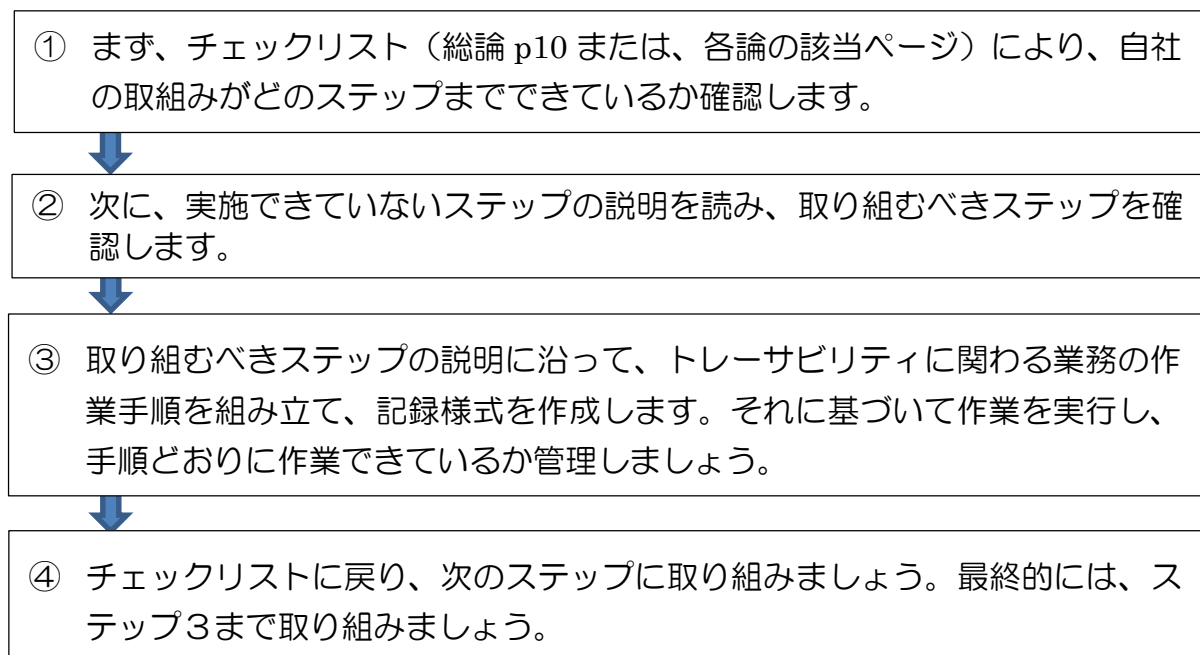 ① まず、チェックリスト（総論 p10 または、各論の該当ページ）により、自社
の取組みがどのステップまでできているか確認します。
② 次に、実施できていないステップの説明を読み、取り組むべきステップを確
認します。
③ 取り組むべきステップの説明に沿って、トレーサビリティに関わる業務の作
業手順を組み立て、記録様式を作成します。それに基づいて作業を実行し、
手順どおりに作業できているか管理しましょう。
④ チェックリストに戻り、次のステップに取り組みましょう。最終的には、ス
テップ３まで取り組みましょう。